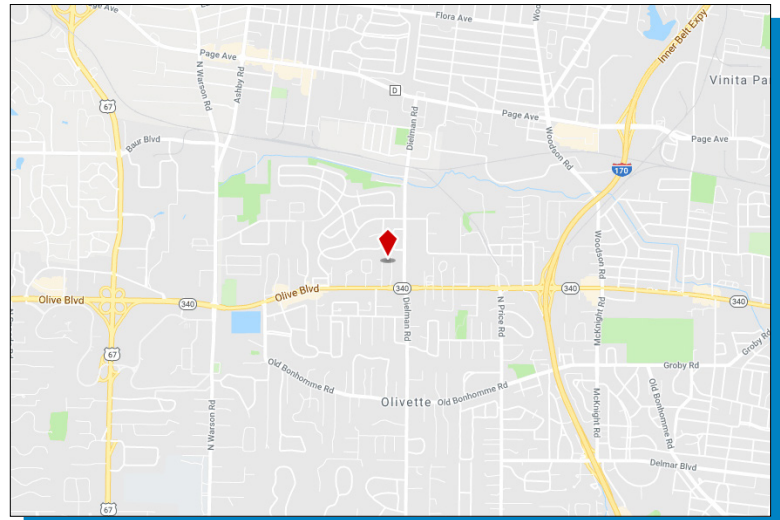 Page Ave
Flora Ave
Inner Belt Expy
Page Ave
Vinita Pa
N Warson Rd
Ashby Rd
67
D
Page Ave
Dielman Rd
Woodson Rd
Page Ave
Baur Blvd
170
Woodson Rd
Olive Blvd
340
Olive Blvd
340
340
340
Dielman Rd
N Price Rd
McKnight Rd
67
Groby Rd
Old Bonhomme Rd
Groby Rd
Old Bonhomme Rd
Olivette
Old Bonhomme Rd
McKnight Rd
N Warson Rd
Delmar Blvd
67